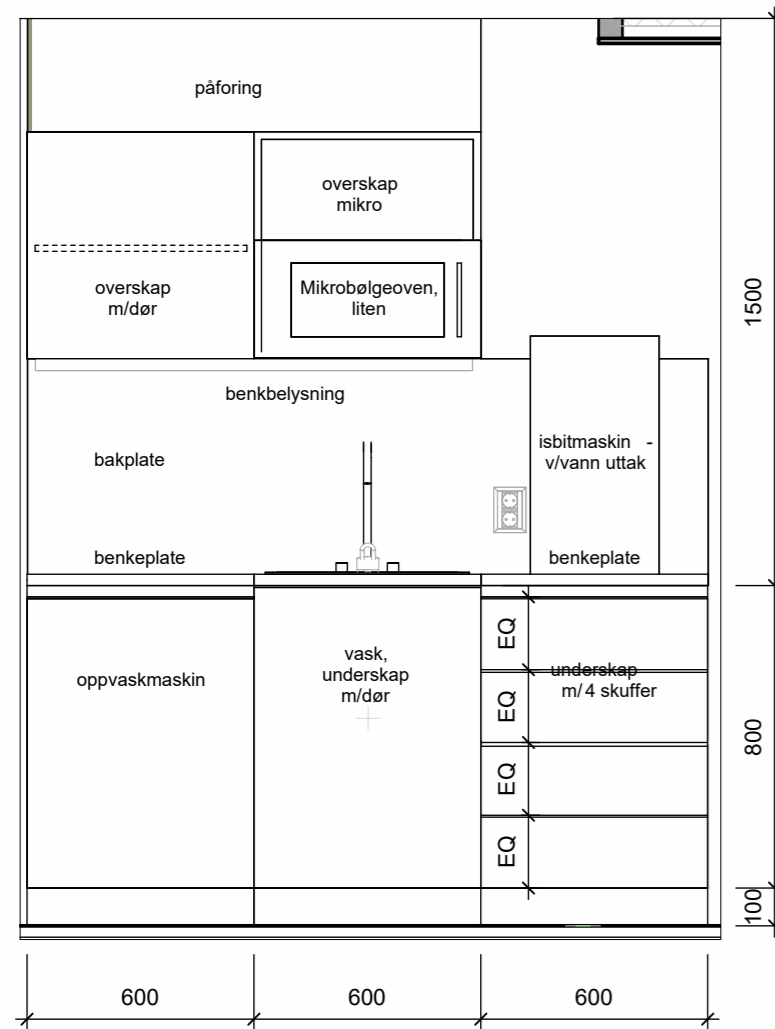 påforing
overskap
mikro
overskap
m/dør
Mikrobølgeoven,
liten
1500
benkbelysning
isbitmaskin -
v/vann uttak
bakplate
benkeplate
benkeplate
oppvaskmaskin
vask,
underskap
m/dør
EQ
underskap
m/ 4 skuffer
EQ
EQ
EQ
800
100
600
600
600